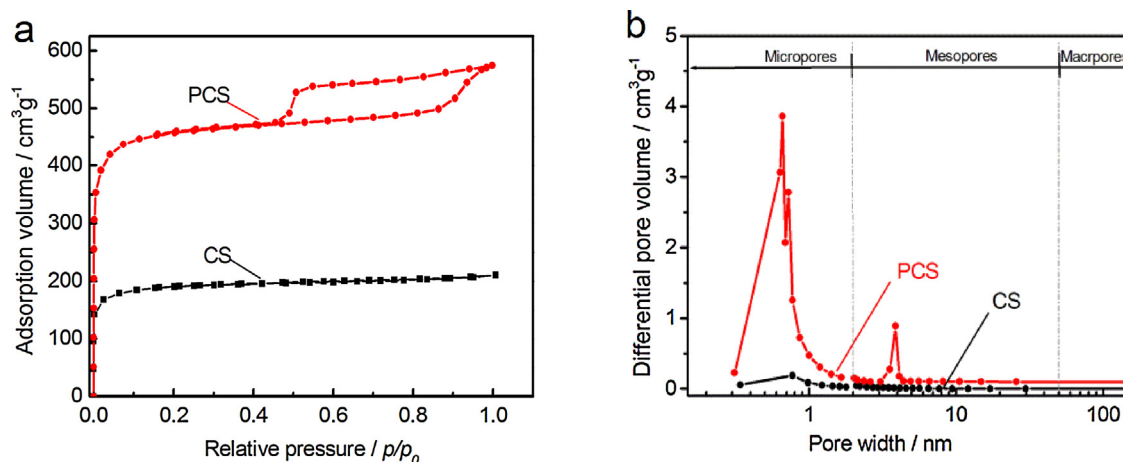 a
600
500
400
300
200
100
0
Adsorption volume / cm³g⁻¹
PCS
CS
0.0 0.2 0.4 0.6 0.8 1.0
Relative pressure / p/p₀
b
5
4
3
2
1
0
Differential pore volume / cm³g⁻¹
Micropores Mesopores Macrpores
PCS
CS
1 10 100
Pore width / nm